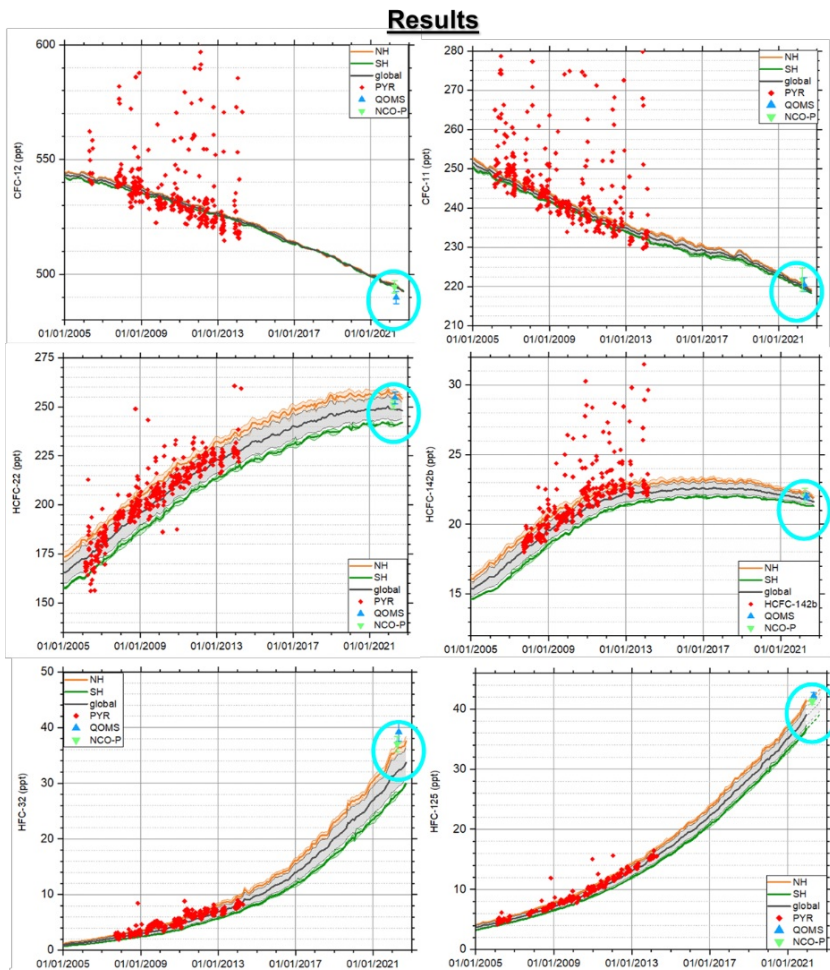 Results
CFC-12 (ppt)
600
550
500
01/01/2005 01/01/2009 01/01/2013 01/01/2017 01/01/2021
NH
SH
global
PYR
QOMS
NCO-P
CFC-11 (ppt)
280
270
260
250
240
230
220
210
01/01/2005 01/01/2009 01/01/2013 01/01/2017 01/01/2021
NH
SH
global
PYR
QOMS
NCO-P
HCFC-22 (ppt)
275
250
225
200
175
150
01/01/2005 01/01/2009 01/01/2013 01/01/2017 01/01/2021
NH
SH
global
PYR
QOMS
NCO-P
HCFC-142b (ppt)
30
25
20
15
01/01/2005 01/01/2009 01/01/2013 01/01/2017 01/01/2021
NH
SH
global
HCFC-142b
QOMS
NCO-P
HFC-32 (ppt)
50
40
30
20
10
0
01/01/2005 01/01/2009 01/01/2013 01/01/2017 01/01/2021
NH
SH
global
PYR
QOMS
NCO-P
HFC-125 (ppt)
40
30
20
10
0
01/01/2005 01/01/2009 01/01/2013 01/01/2017 01/01/2021
NH
SH
global
PYR
QOMS
NCO-P